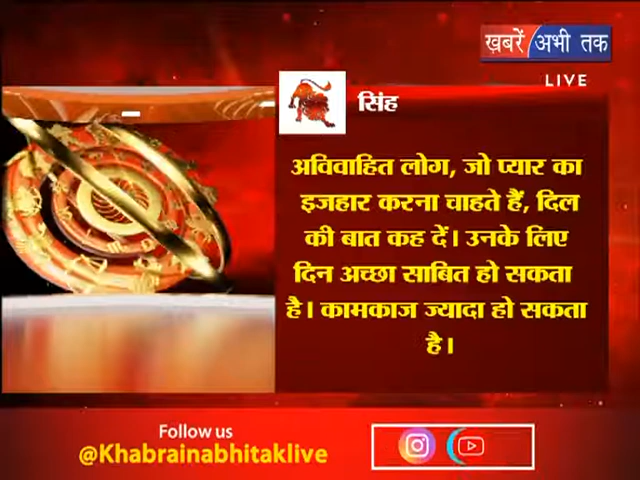 ख़बरें अभी तक
LIVE
सिंह
अविवाहित लोग, जो प्यार का
इजहार करना चाहते हैं, दिल
की बात कह दें। उनके लिए
दिन अच्छा साबित हो सकता
है। कामकाज ज्यादा हो सकता
है।
Follow us
@Khabrainabhitaklive